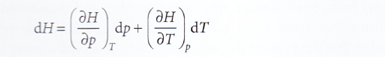 dH = (∂H/∂p)_T dp + (∂H/∂T)_p dT